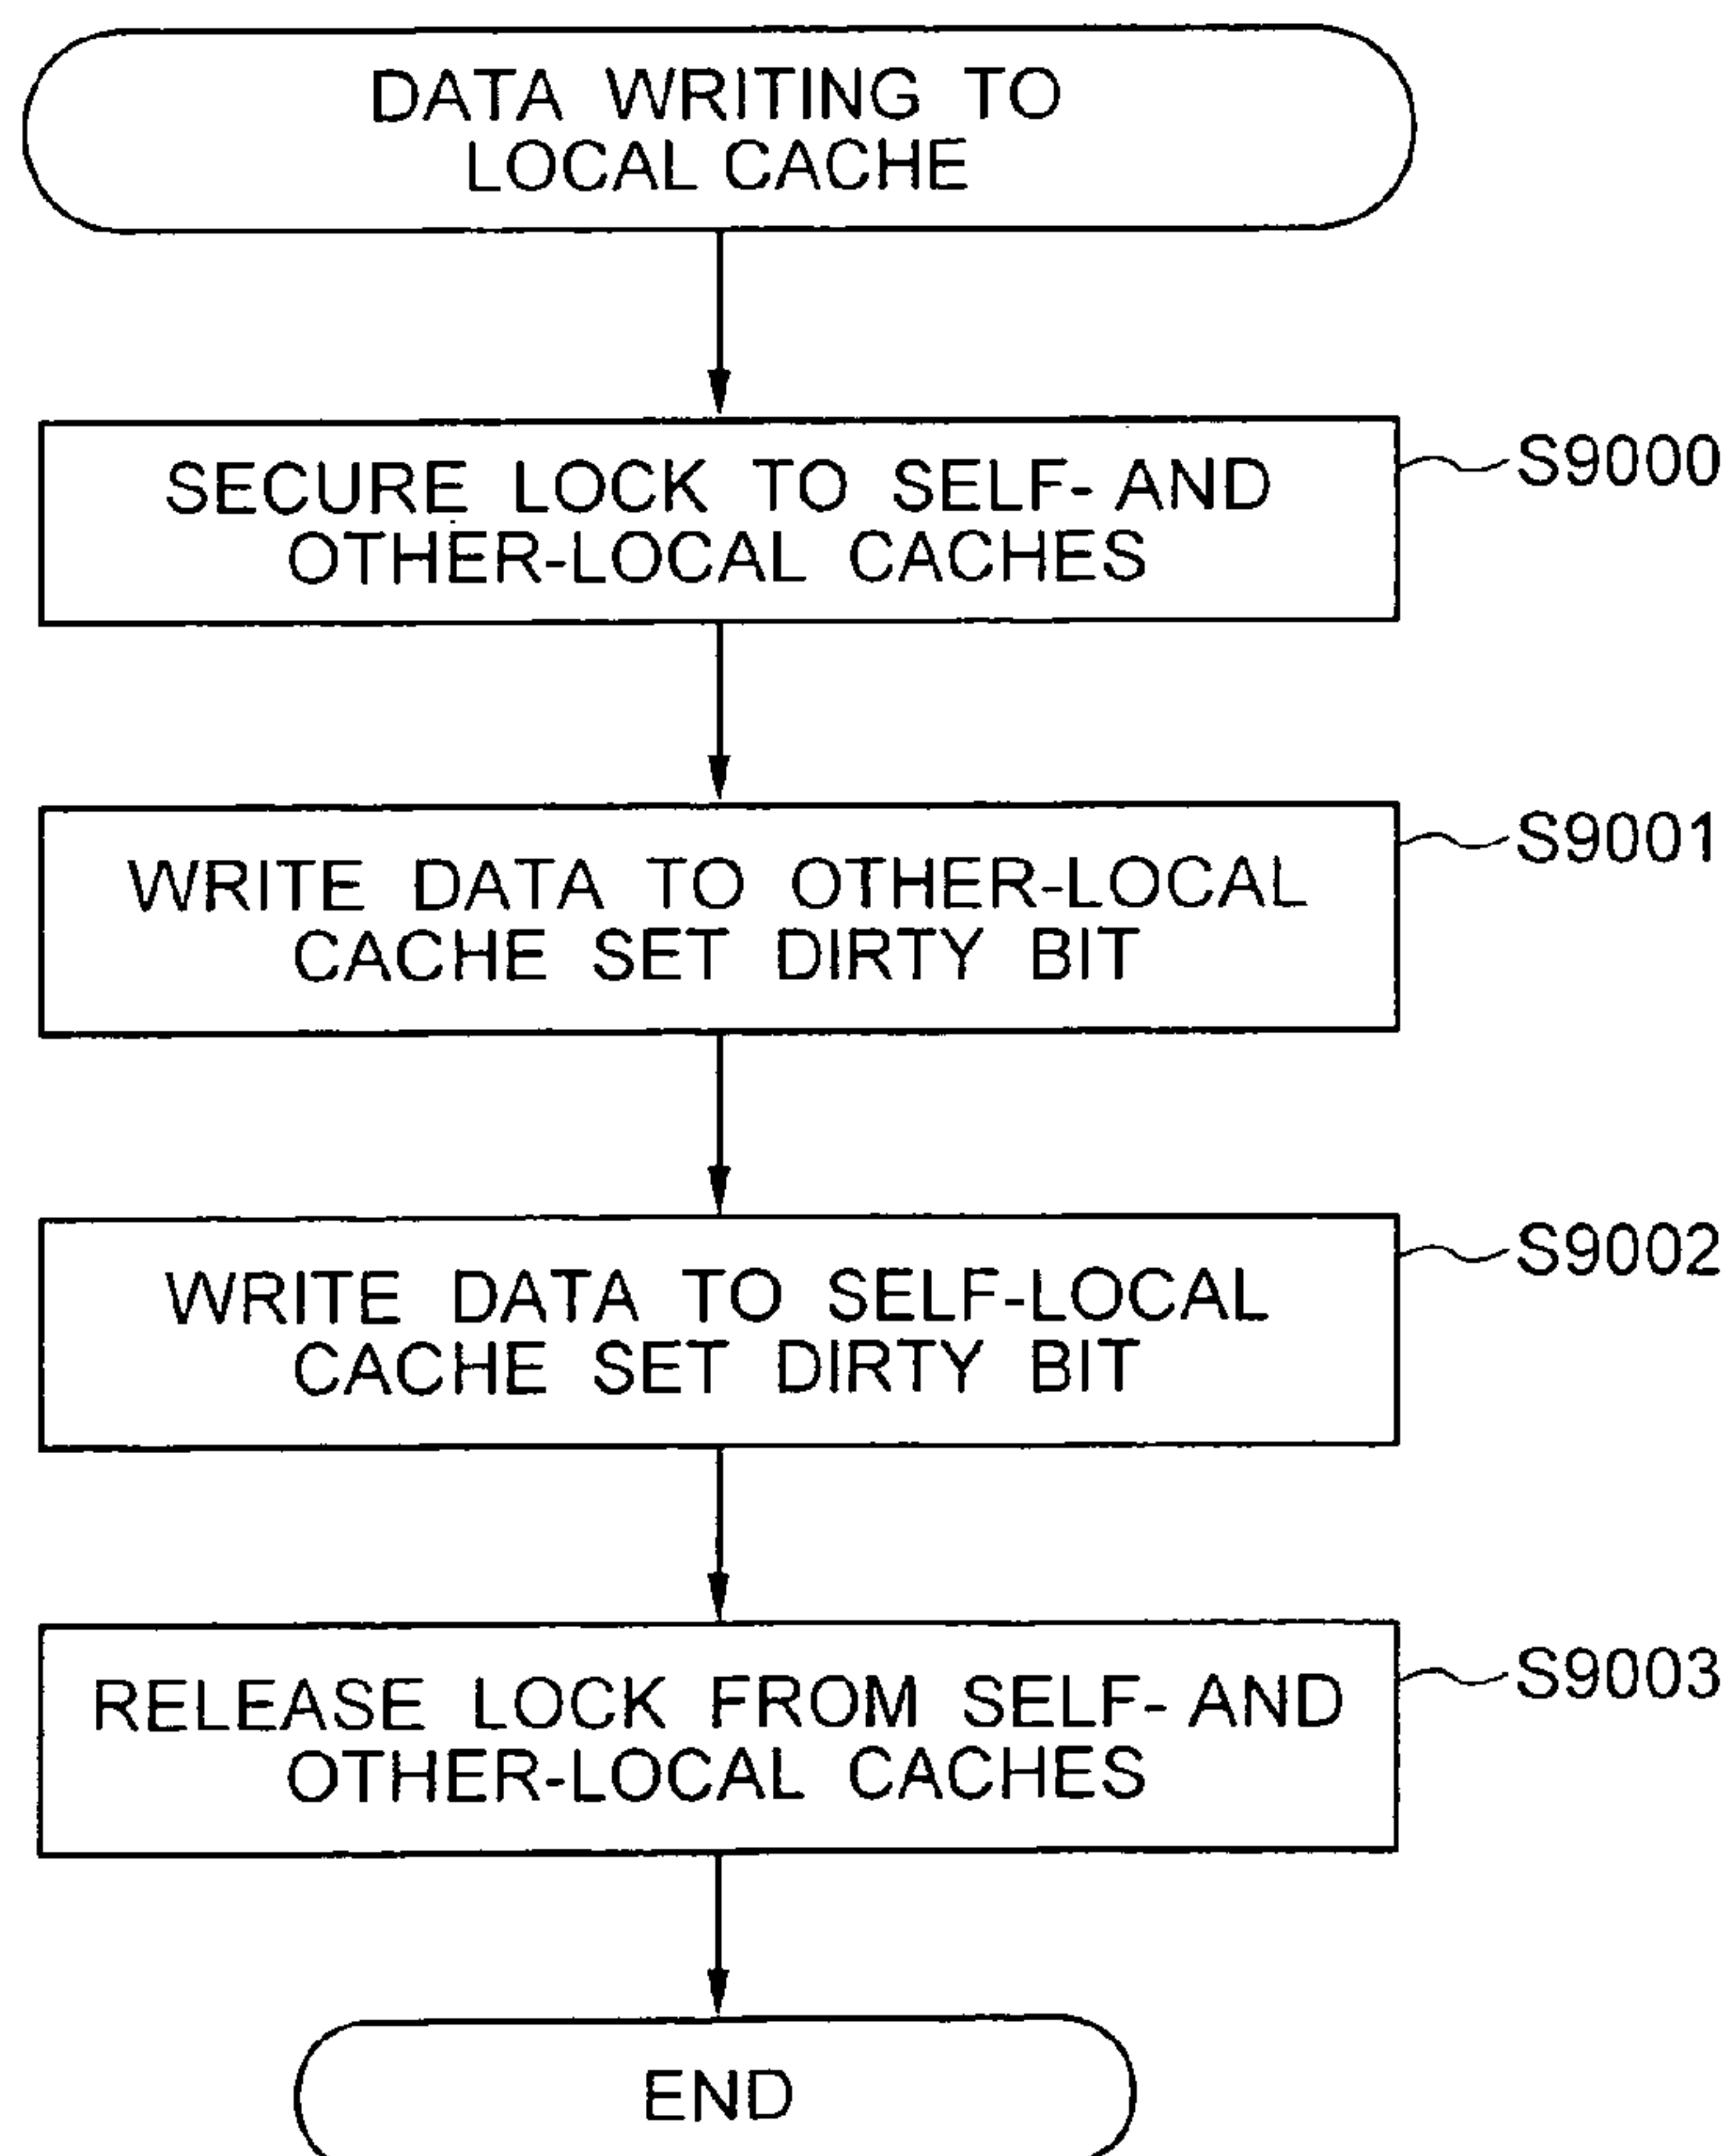 DATA WRITING TO
LOCAL CACHE
SECURE LOCK TO SELF- AND
OTHER-LOCAL CACHES
S9000
WRITE DATA TO OTHER-LOCAL
CACHE SET DIRTY BIT
S9001
WRITE DATA TO SELF-LOCAL
CACHE SET DIRTY BIT
S9002
RELEASE LOCK FROM SELF- AND
OTHER-LOCAL CACHES
S9003
END